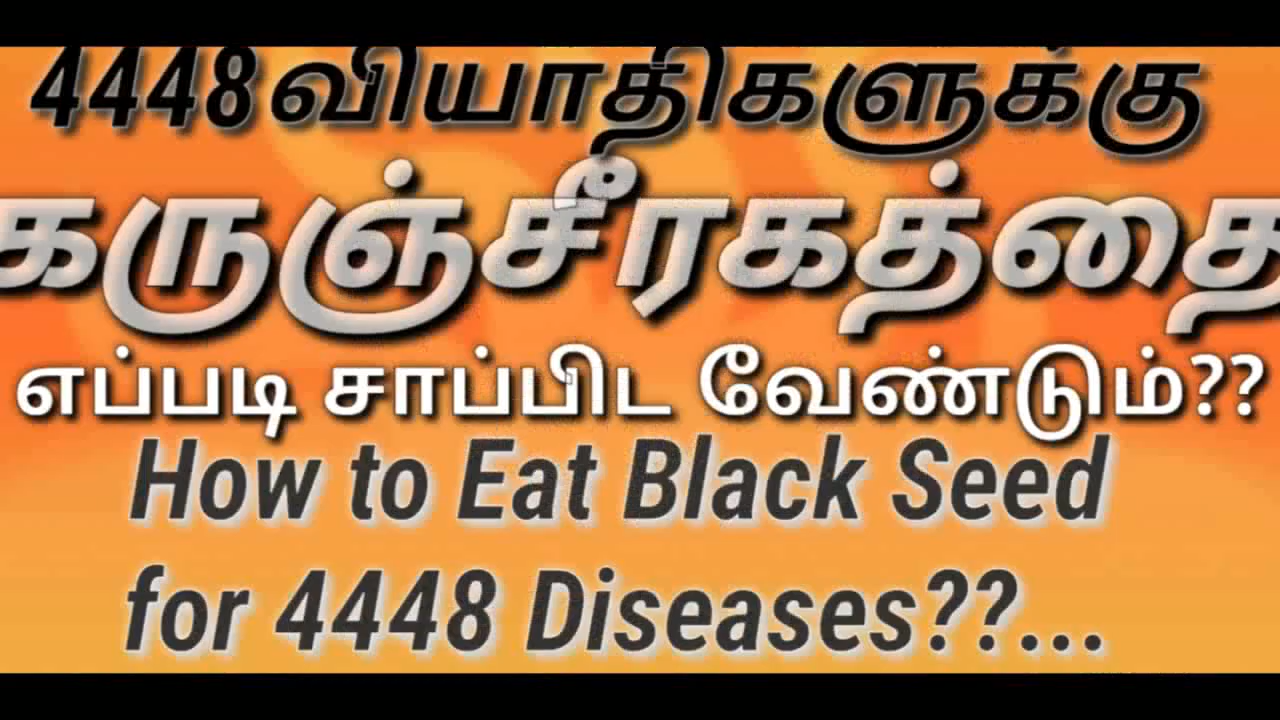 4448 வியாதிகளுக்கு
கருஞ்சீரகத்தை
எப்படி சாப்பிட வேண்டும்??
How to Eat Black Seed
for 4448 Diseases??...